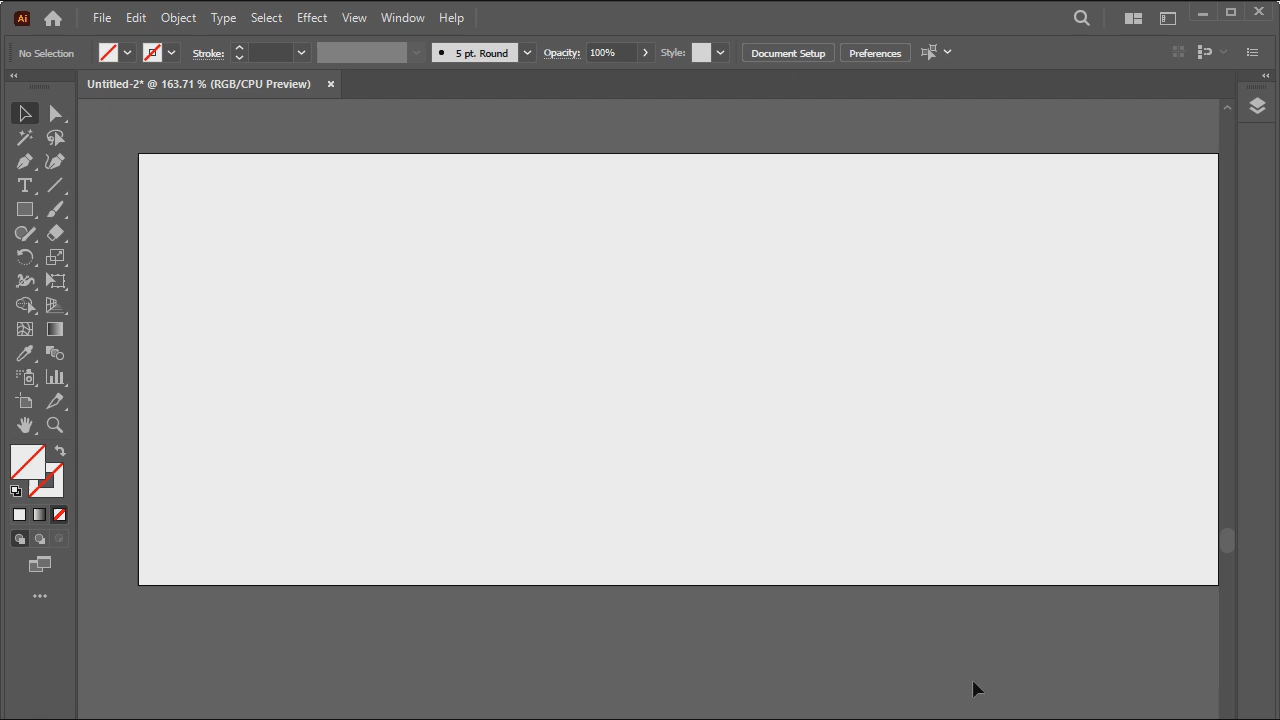 Ai File Edit Object Type Select Effect View Window Help
No Selection Stroke: 5 pt. Round Opacity: 100% Style: Document Setup Preferences
Untitled-2* @ 163.71 % (RGB/CPU Preview) ×